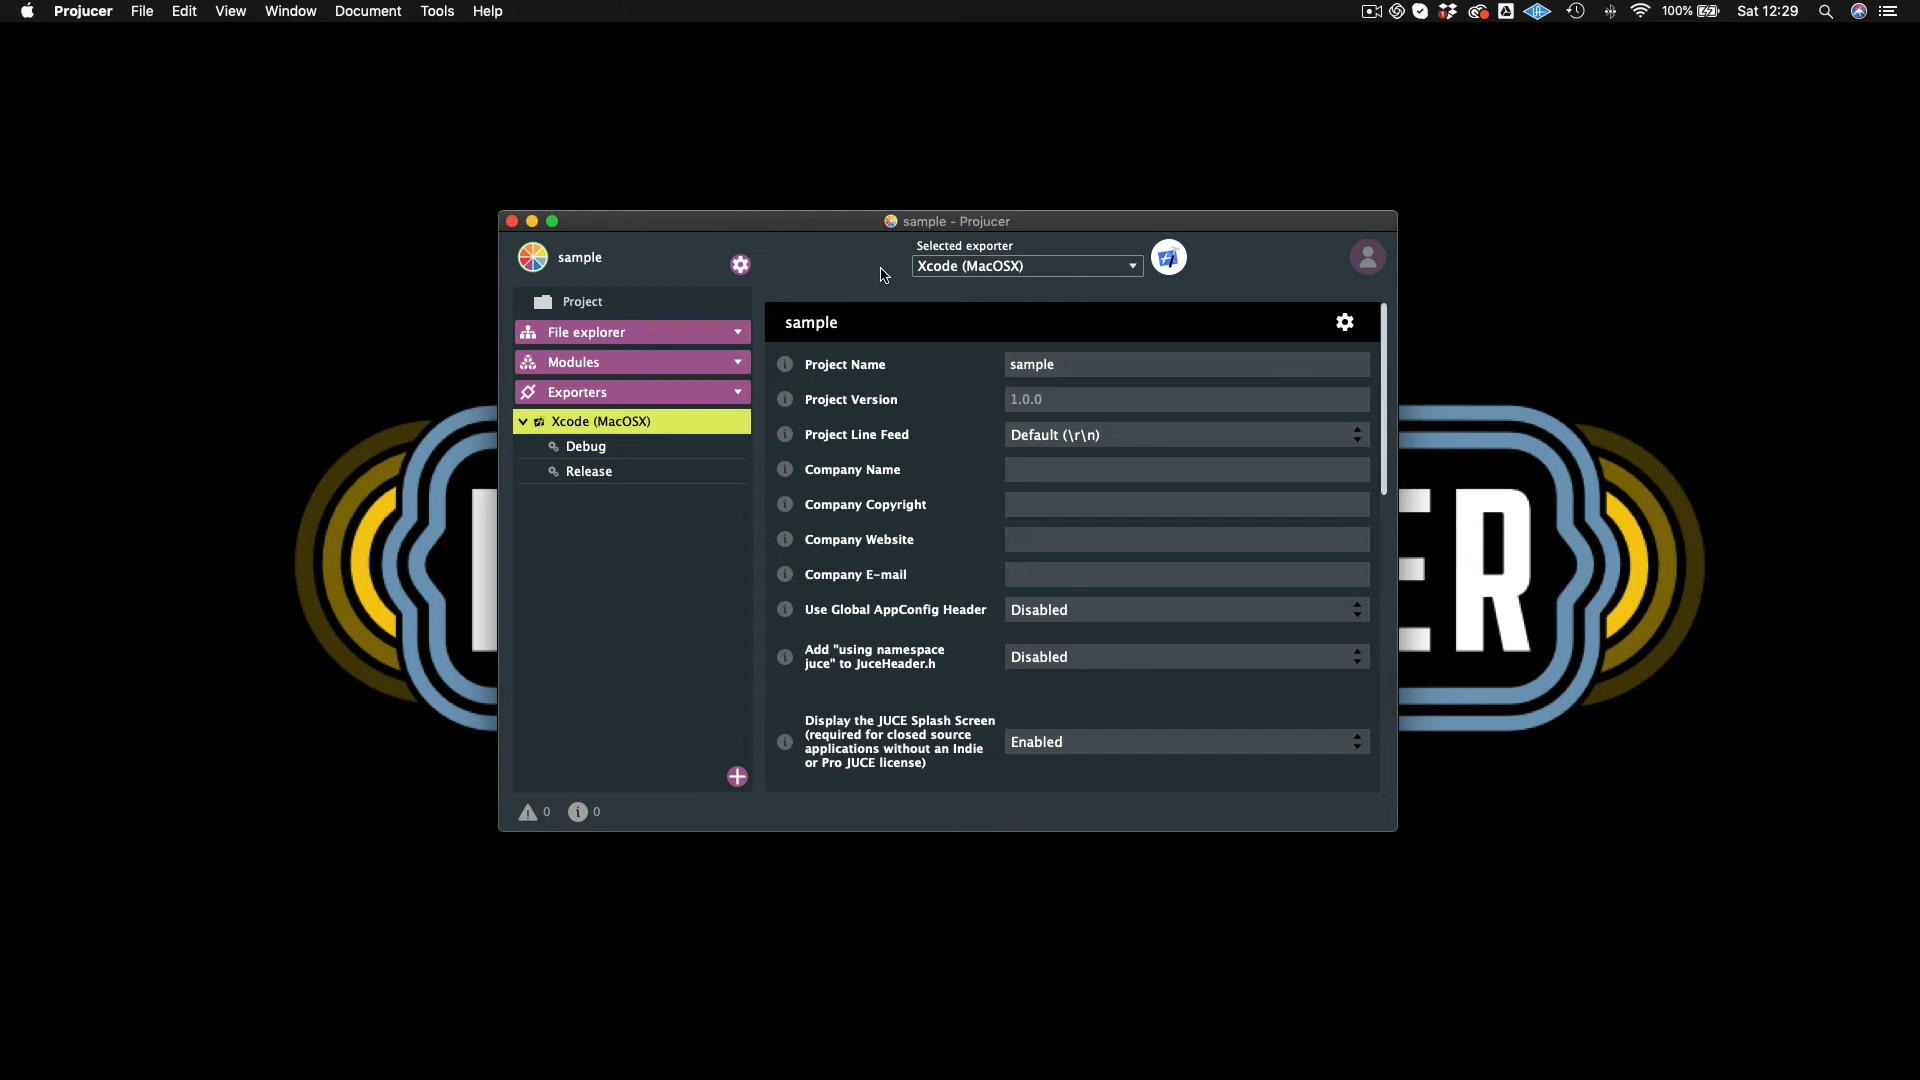 Projucer File Edit View Window Document Tools Help 100% Sat 12:29
sample - Projucer
sample
Selected exporter
Xcode (MacOSX)
Project
File explorer
Modules
Exporters
Xcode (MacOSX)
Debug
Release
0 0
sample
Project Name sample
Project Version 1.0.0
Project Line Feed Default (\r\n)
Company Name
Company Copyright
Company Website
Company E-mail
Use Global AppConfig Header Disabled
Add "using namespace
juce" to JuceHeader.h Disabled
Display the JUCE Splash Screen
(required for closed source
applications without an Indie
or Pro JUCE license) Enabled
ER